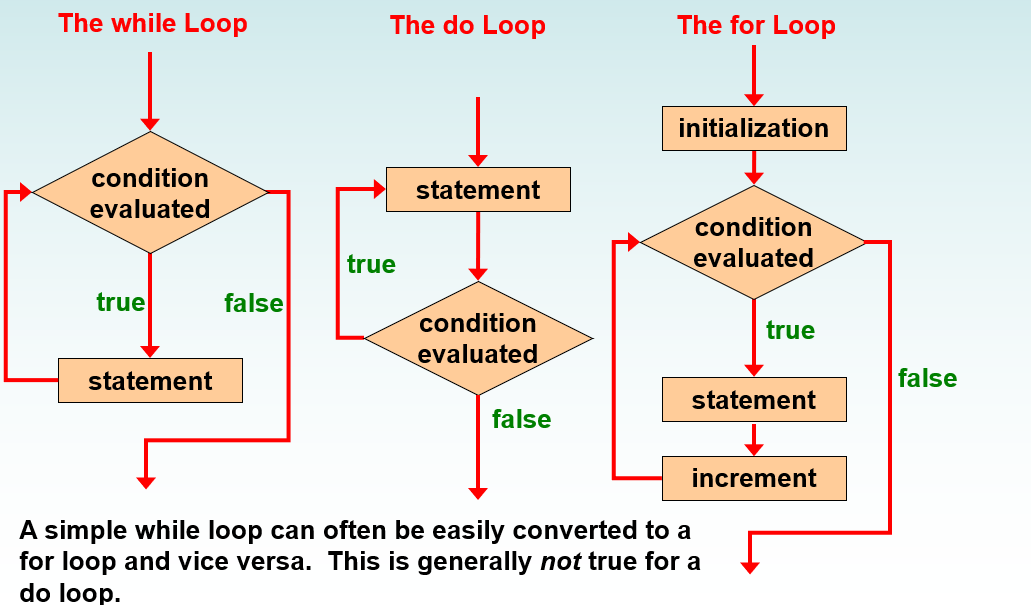 The while Loop
condition
evaluated
true
false
statement
The do Loop
statement
true
condition
evaluated
false
The for Loop
initialization
condition
evaluated
true
false
statement
increment
A simple while loop can often be easily converted to a
for loop and vice versa.  This is generally not true for a
do loop.